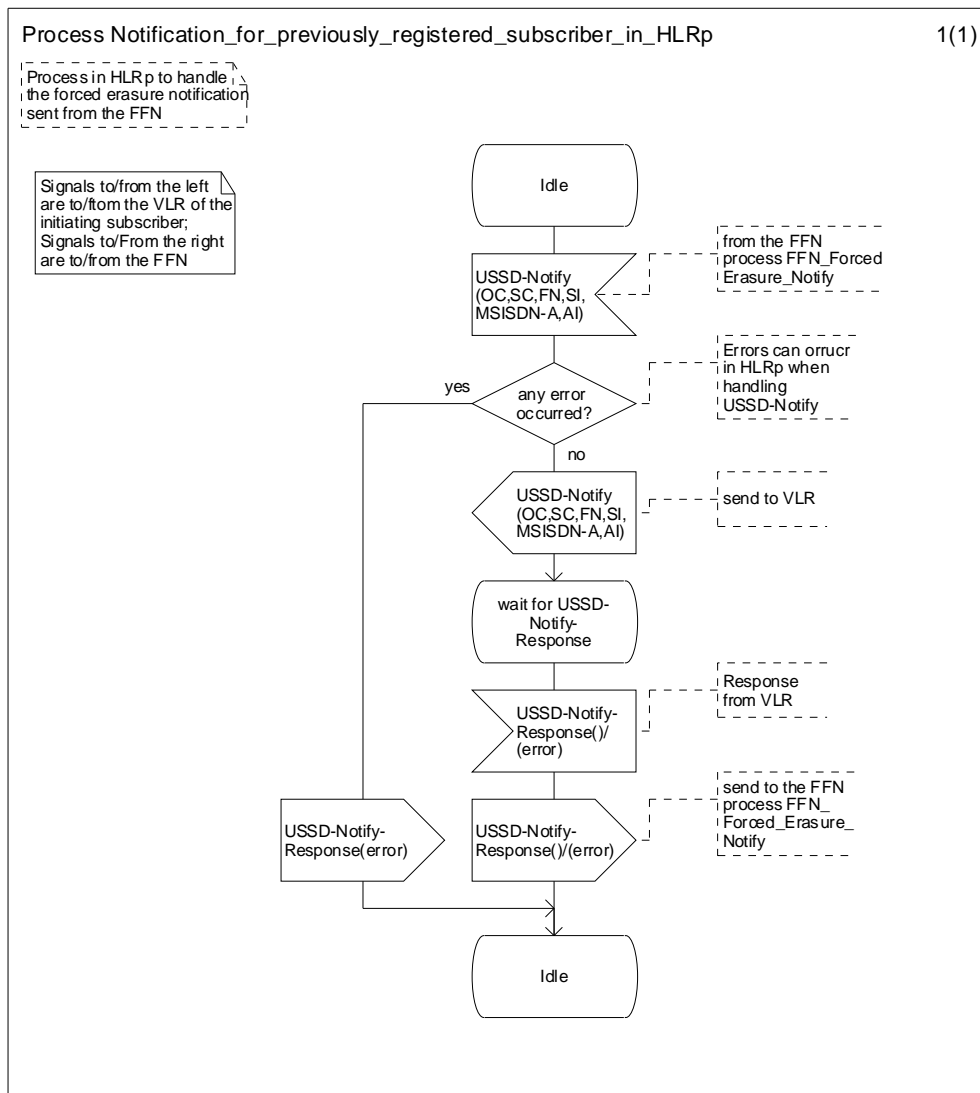 Process Notification_for_previously_registered_subscriber_in_HLRp 1(1)
Process in HLRp to handle
the forced erasure notification
sent from the FFN
Signals to/from the left
are to/ftom the VLR of the
initiating subscriber;
Signals to/From the right
are to/from the FFN
Idle
USSD-Notify
(OC,SC,FN,SI,
MSISDN-A,AI)
from the FFN
process FFN_Forced
Erasure_Notify
any error
occurred?
yes
no
Errors can orrucr
in HLRp when
handling
USSD-Notify
USSD-Notify
(OC,SC,FN,SI,
MSISDN-A,AI)
send to VLR
wait for USSD-
Notify-
Response
USSD-Notify-
Response()/
(error)
Response
from VLR
USSD-Notify-
Response(error)
USSD-Notify-
Response()/(error)
send to the FFN
process FFN_
Forced_Erasure_
Notify
Idle